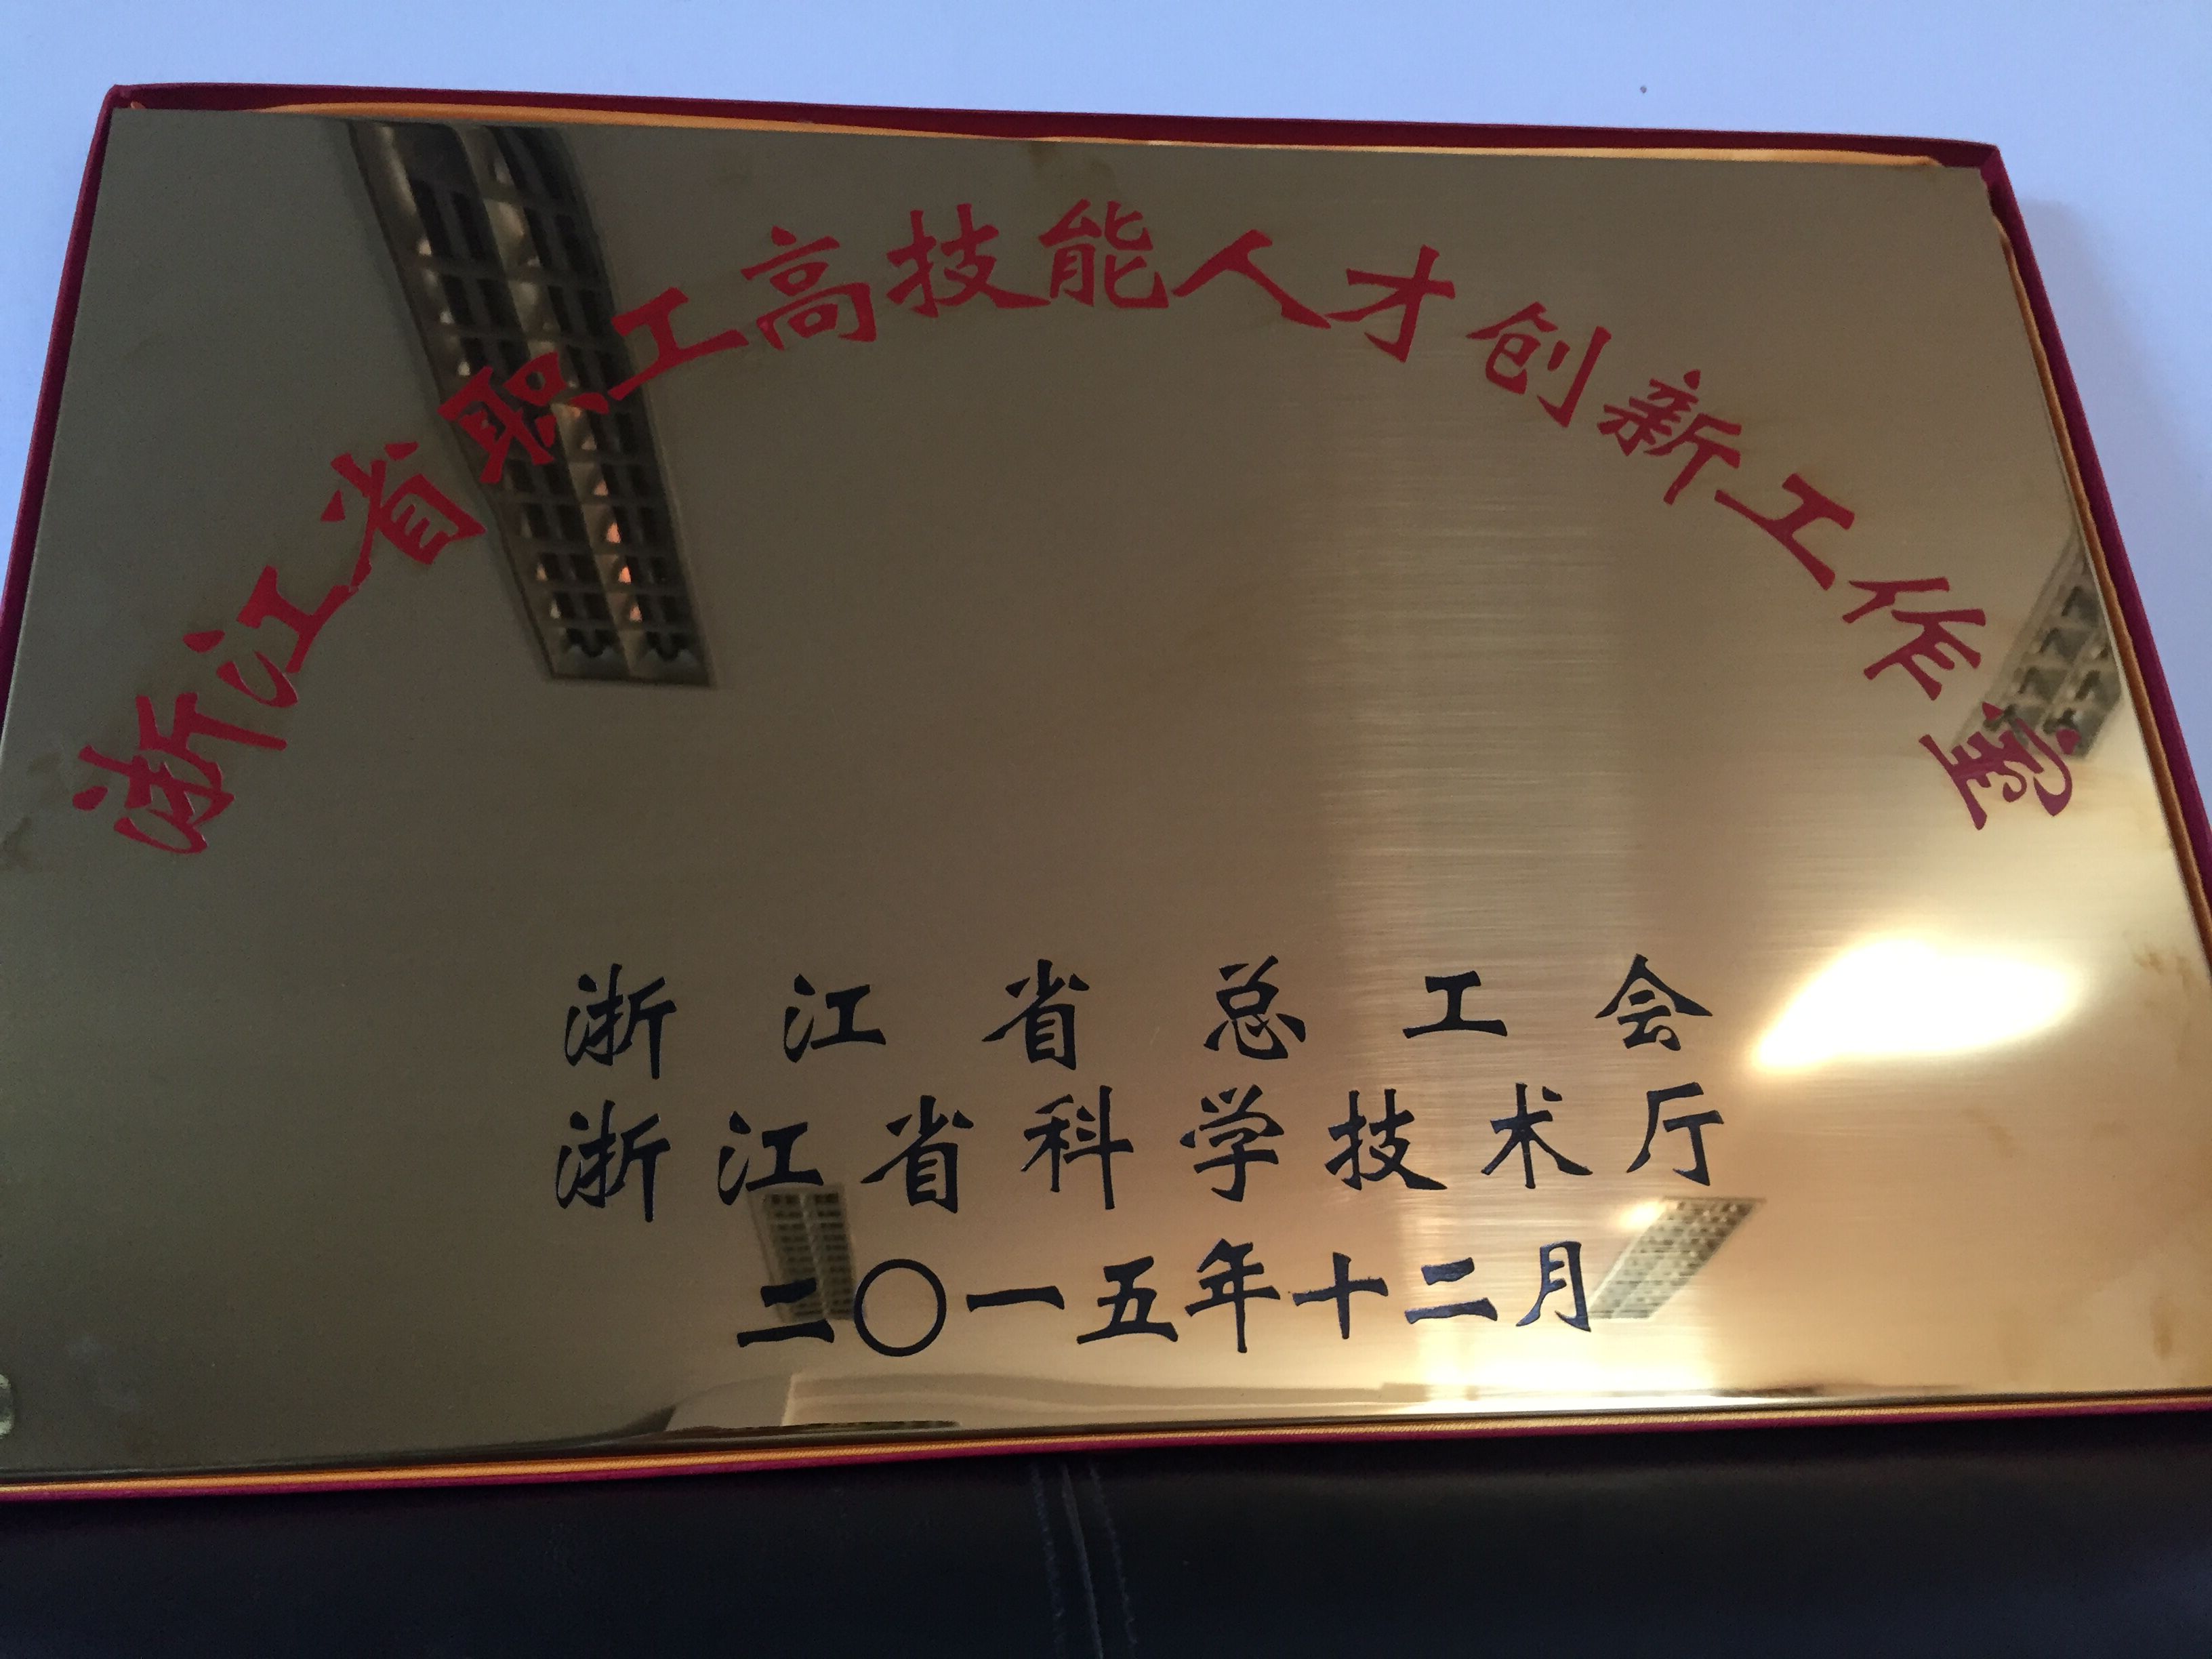 浙江省职工高技能人才创新工作室
浙江省总工会
浙江省科学技术厅
二〇一五年十二月